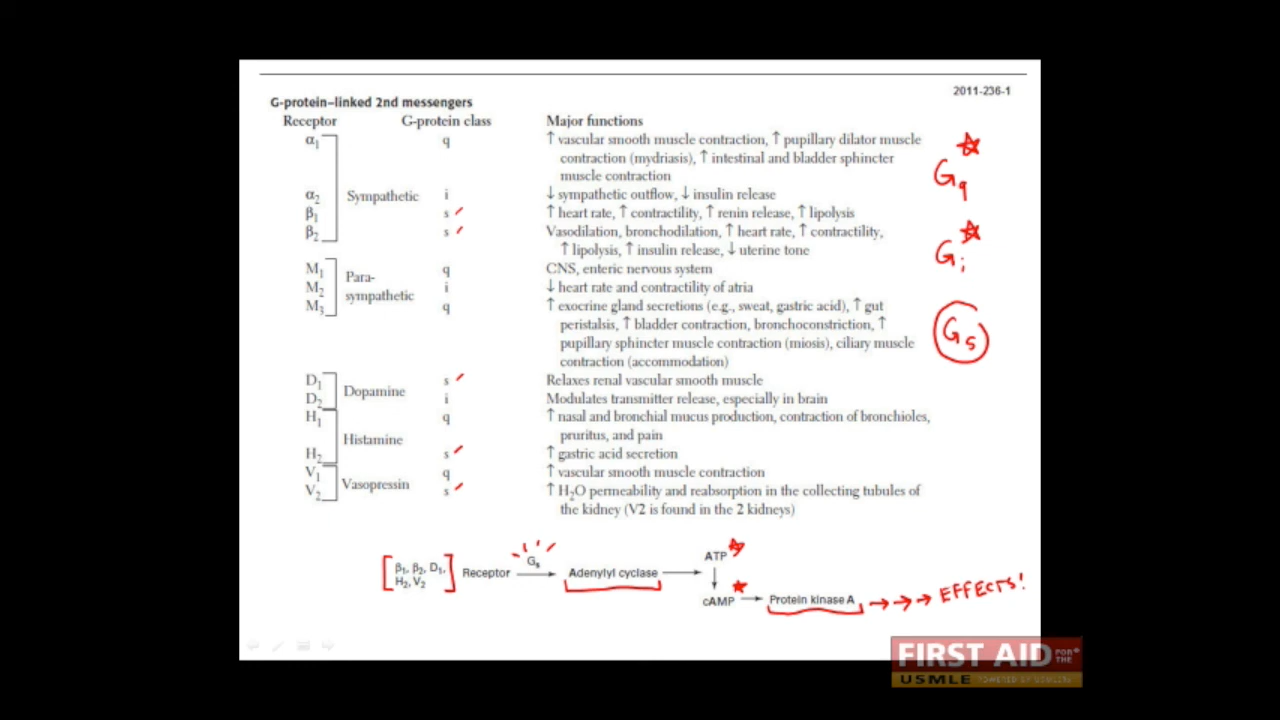 2011-236-1
G-protein–linked 2nd messengers
Receptor G-protein class Major functions
α1 q ↑ vascular smooth muscle contraction, ↑ pupillary dilator muscle
contraction (mydriasis), ↑ intestinal and bladder sphincter
muscle contraction
α2 Sympathetic i ↓ sympathetic outflow, ↓ insulin release
β1 s ↑ heart rate, ↑ contractility, ↑ renin release, ↑ lipolysis
β2 s Vasodilation, bronchodilation, ↑ heart rate, ↑ contractility,
↑ lipolysis, ↑ insulin release, ↓ uterine tone
M1 Para- q CNS, enteric nervous system
M2 sympathetic i ↓ heart rate and contractility of atria
M3 q ↑ exocrine gland secretions (e.g., sweat, gastric acid), ↑ gut
peristalsis, ↑ bladder contraction, bronchoconstriction, ↑
pupillary sphincter muscle contraction (miosis), ciliary muscle
contraction (accommodation)
D1 Dopamine s Relaxes renal vascular smooth muscle
D2 i Modulates transmitter release, especially in brain
H1 q ↑ nasal and bronchial mucus production, contraction of bronchioles,
Histamine pruritus, and pain
H2 s ↑ gastric acid secretion
V1 q ↑ vascular smooth muscle contraction
V2 Vasopressin s ↑ H2O permeability and reabsorption in the collecting tubules of
the kidney (V2 is found in the 2 kidneys)
Gq
Gi
Gs
β1, β2, D1,
H2, V2
Receptor Gs Adenylyl cyclase ATP
cAMP Protein kinase A EFFECTS!
FIRST AID FOR THE®
USMLE POWERED BY USMLERX